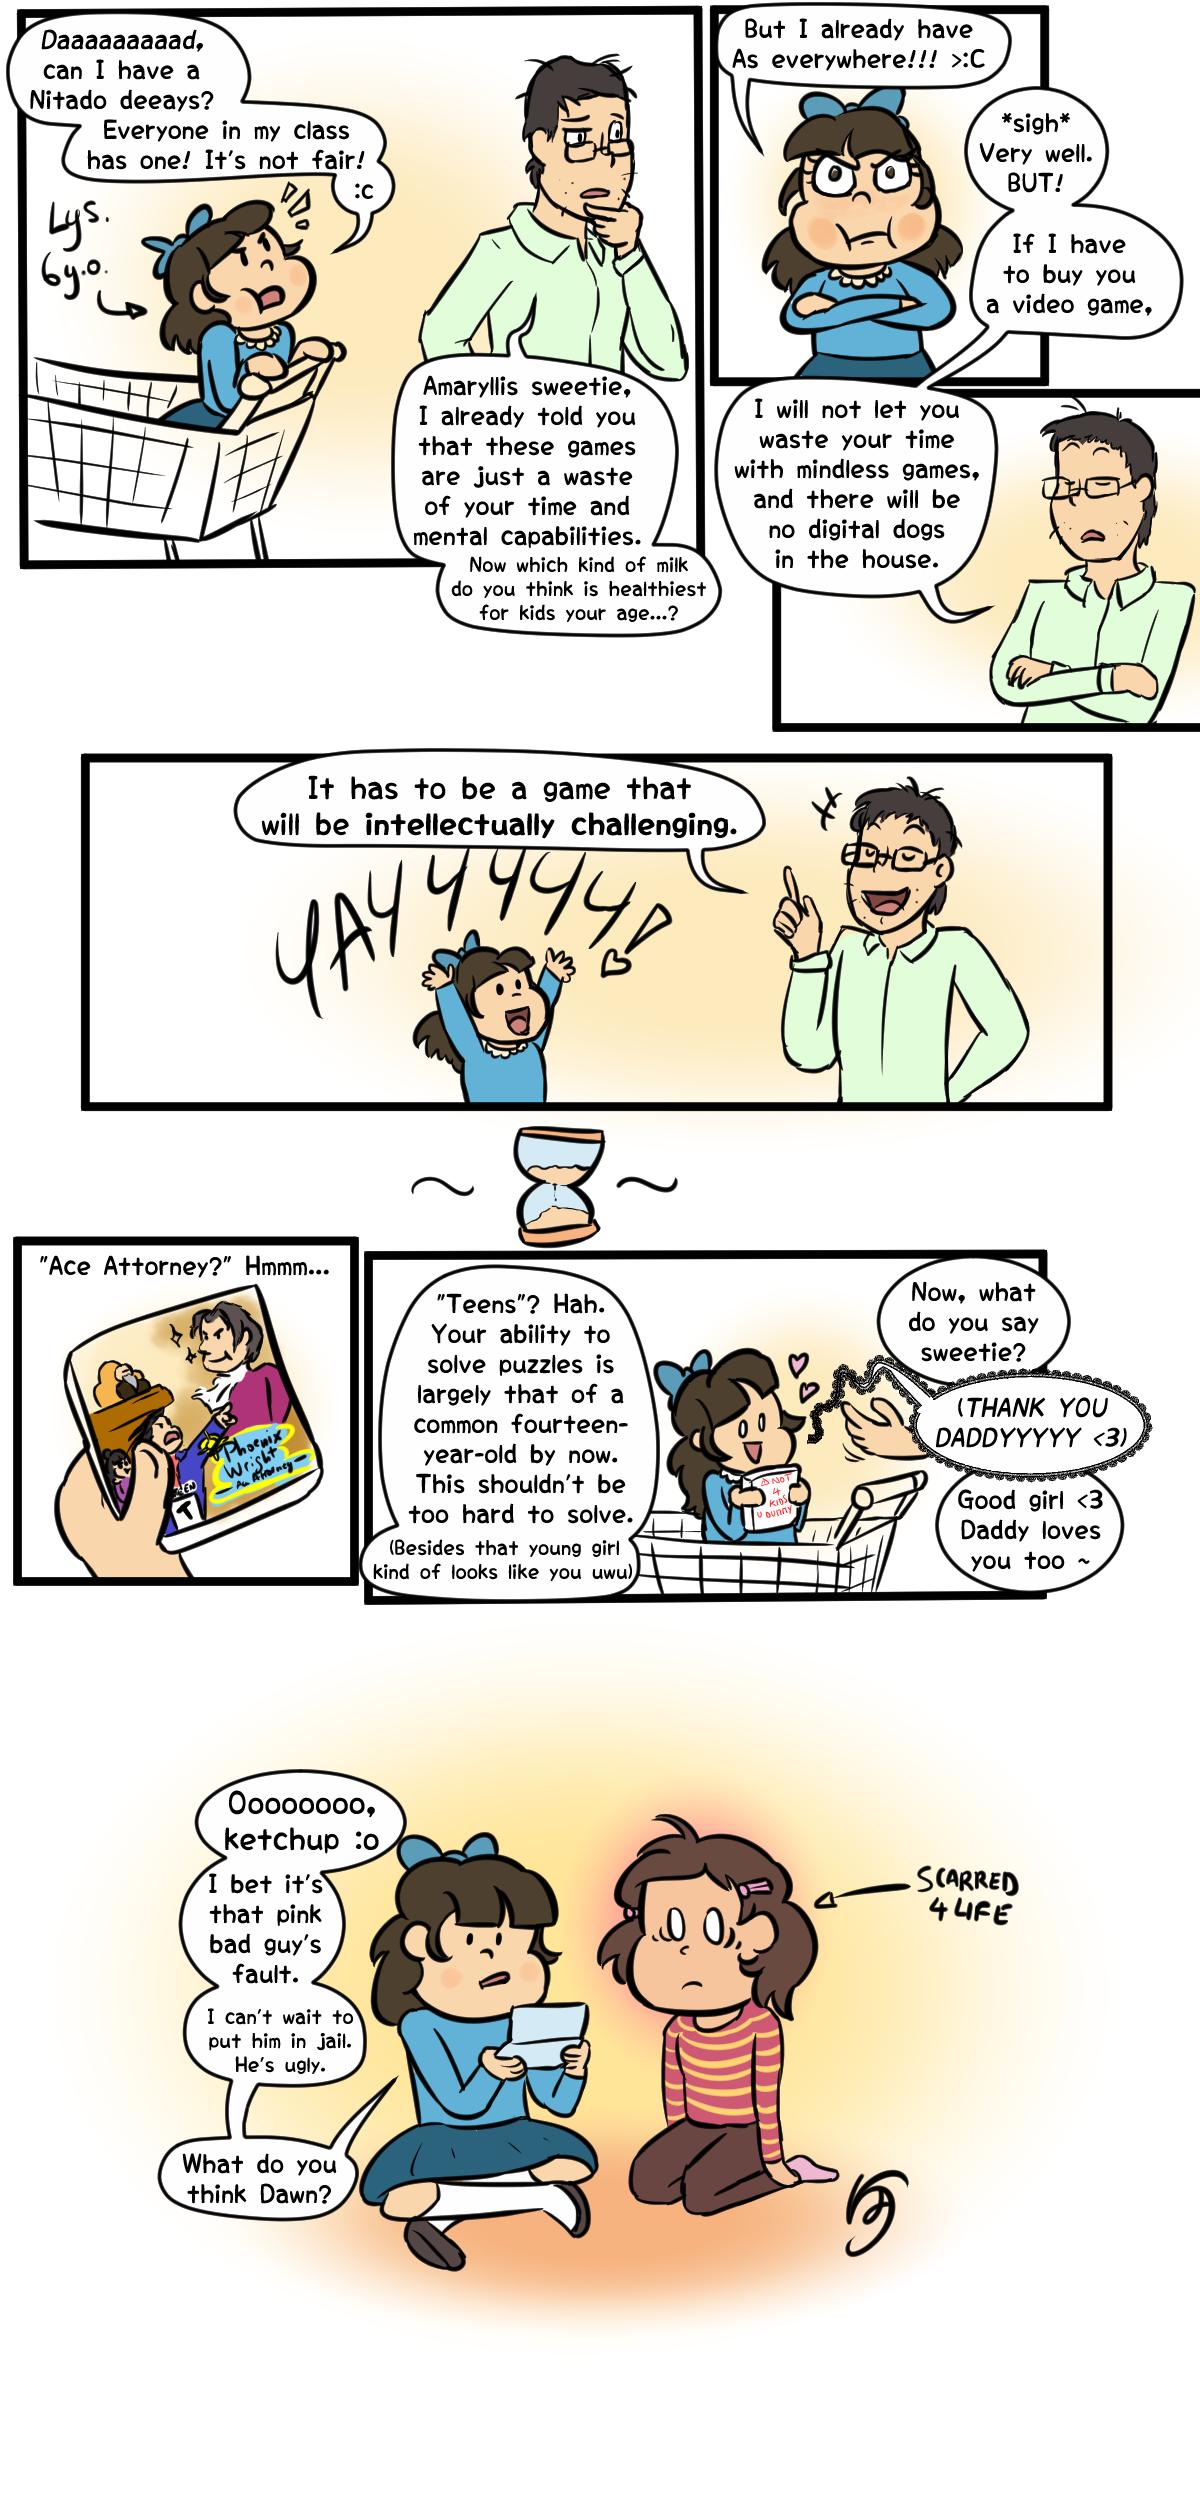 Daaaaaaaaad,
can I have a
Nitado deeays?
Everyone in my class
has one! It's not fair!
:c
Lys.
6y.o.
Amaryllis sweetie,
I already told you
that these games
are just a waste
of your time and
mental capabilities.
Now which kind of milk
do you think is healthiest
for kids your age...?
But I already have
As everywhere!!! >:C
*sigh*
Very well.
BUT!
If I have
to buy you
a video game,
I will not let you
waste your time
with mindless games,
and there will be
no digital dogs
in the house.
It has to be a game that
will be intellectually challenging.
YAYYYYYYY!
"Ace Attorney?" Hmmm...
Phoenix
Wright
Ace Attorney
TEEN
T
"Teens"? Hah.
Your ability to
solve puzzles is
largely that of a
common fourteen-
year-old by now.
This shouldn't be
too hard to solve.
(Besides that young girl
kind of looks like you uwu)
⚠ NOT
4
KIDS
U DUMMY
Now, what
do you say
sweetie?
(THANK YOU
DADDYYYYY <3)
Good girl <3
Daddy loves
you too ~
Oooooooo,
ketchup :o
I bet it's
that pink
bad guy's
fault.
I can't wait to
put him in jail.
He's ugly.
What do you
think Dawn?
SCARRED
4 LIFE